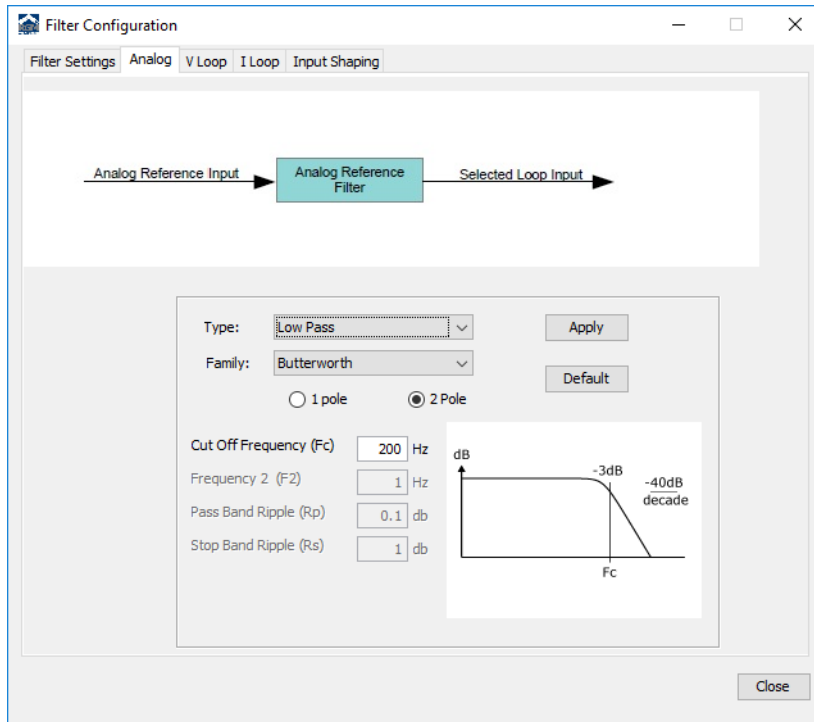 Filter Configuration
Filter Settings Analog V Loop I Loop Input Shaping
Analog Reference Input
Analog Reference
Filter
Selected Loop Input
Type: Low Pass Apply
Family: Butterworth
Default
1 pole 2 Pole
Cut Off Frequency (Fc) 200 Hz
Frequency 2 (F2) 1 Hz
Pass Band Ripple (Rp) 0.1 db
Stop Band Ripple (Rs) 1 db
dB
-3dB
-40dB
decade
Fc
Close